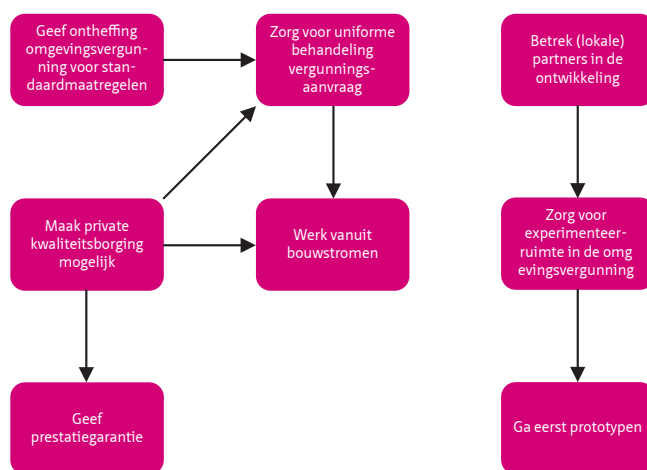 Geef ontheffing
omgevingsvergun-
ning voor stan-
daardmaatregelen
Zorg voor uniforme
behandeling
vergunnings-
aanvraag
Betrek (lokale)
partners in de
ontwikkeling
Maak private
kwaliteitsborging
mogelijk
Werk vanuit
bouwstromen
Zorg voor
experimenteer-
ruimte in de omg
evingsvergunning
Geef
prestatiegarantie
Ga eerst prototypen